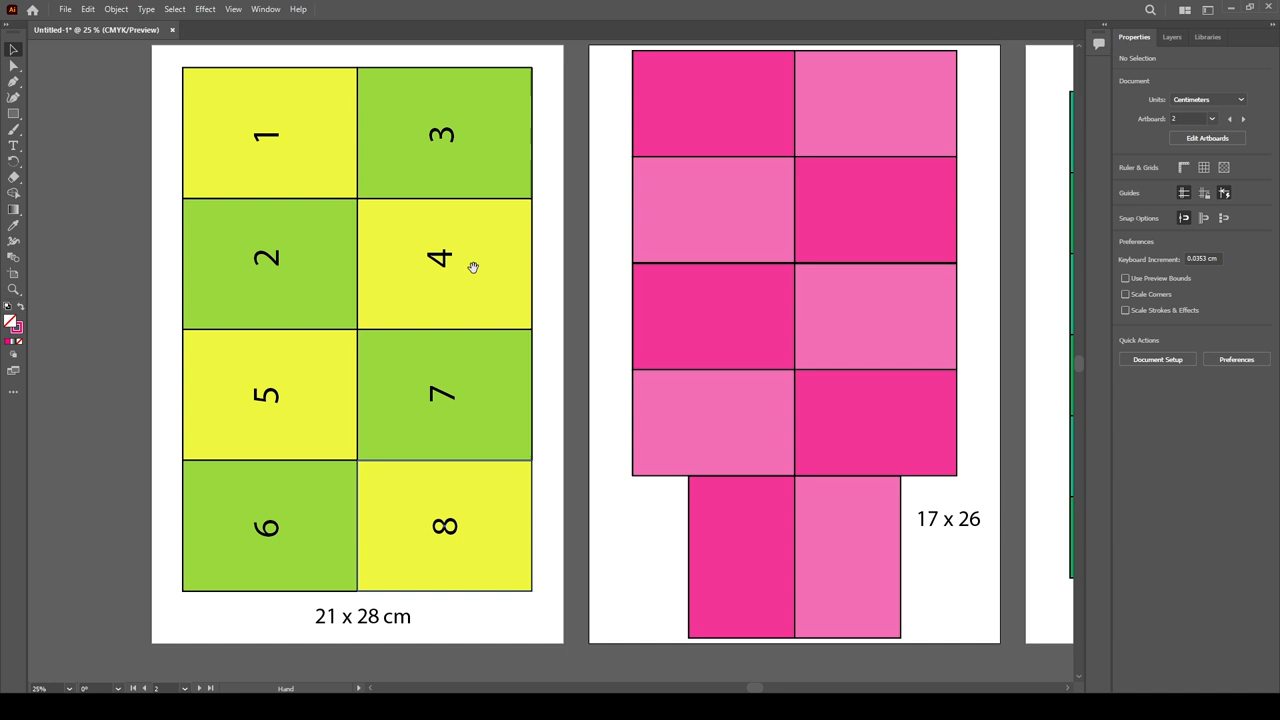 Ai File Edit Object Type Select Effect View Window Help
Untitled-1* @ 25 % (CMYK/Preview) ×
Properties Layers Libraries
No Selection
Document
Units: Centimeters
Artboard: 2
Edit Artboards
Ruler & Grids
Guides
Snap Options
Preferences
Keyboard Increment: 0.0353 cm
Use Preview Bounds
Scale Corners
Scale Strokes & Effects
Quick Actions
Document Setup Preferences
1 3
2 4
5 7
6 8
21 x 28 cm
17 x 26
25% 0° 2 Hand